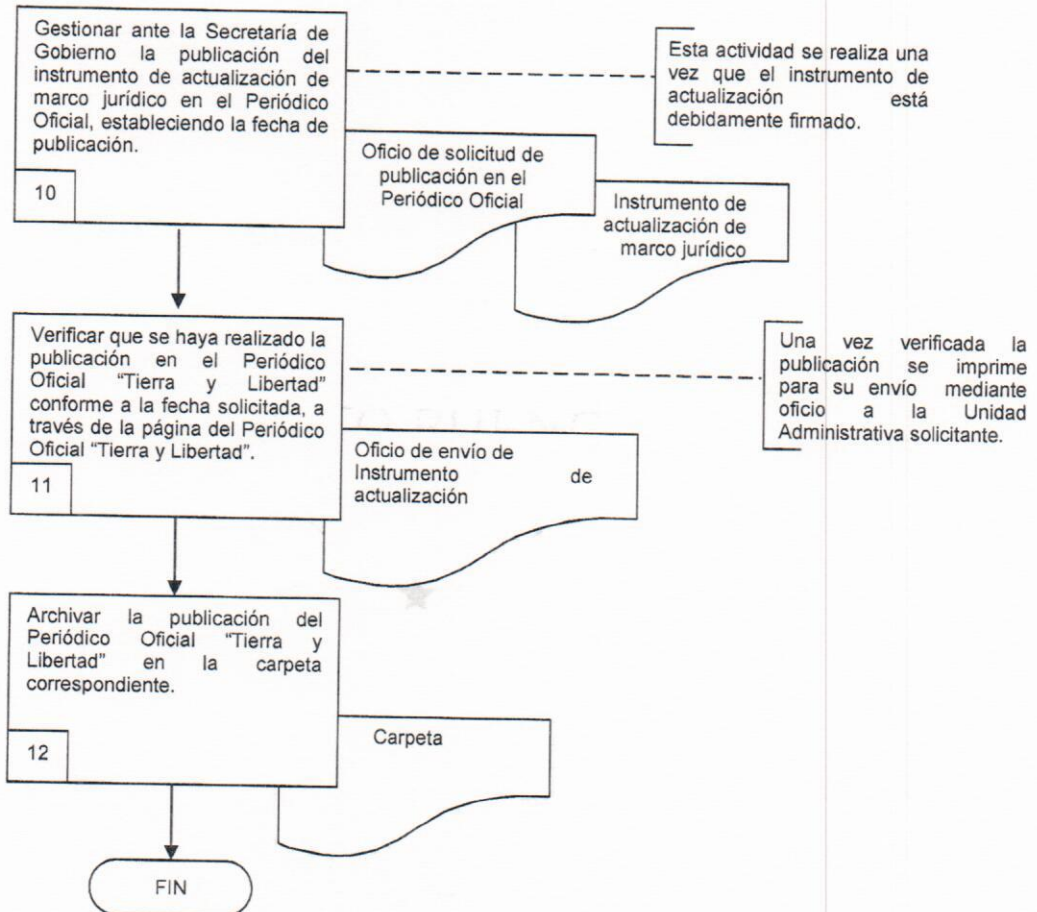 Gestionar ante la Secretaría de
Gobierno la publicación del
instrumento de actualización de
marco jurídico en el Periódico
Oficial, estableciendo la fecha de
publicación.
10
Esta actividad se realiza una
vez que el instrumento de
actualización está
debidamente firmado.
Oficio de solicitud de
publicación en el
Periódico Oficial
Instrumento de
actualización de
marco jurídico
Verificar que se haya realizado la
publicación en el Periódico
Oficial “Tierra y Libertad”
conforme a la fecha solicitada, a
través de la página del Periódico
Oficial “Tierra y Libertad”.
11
Una vez verificada la
publicación se imprime
para su envío mediante
oficio a la Unidad
Administrativa solicitante.
Oficio de envío de
Instrumento de
actualización
Archivar la publicación del
Periódico Oficial “Tierra y
Libertad” en la carpeta
correspondiente.
12
Carpeta
FIN